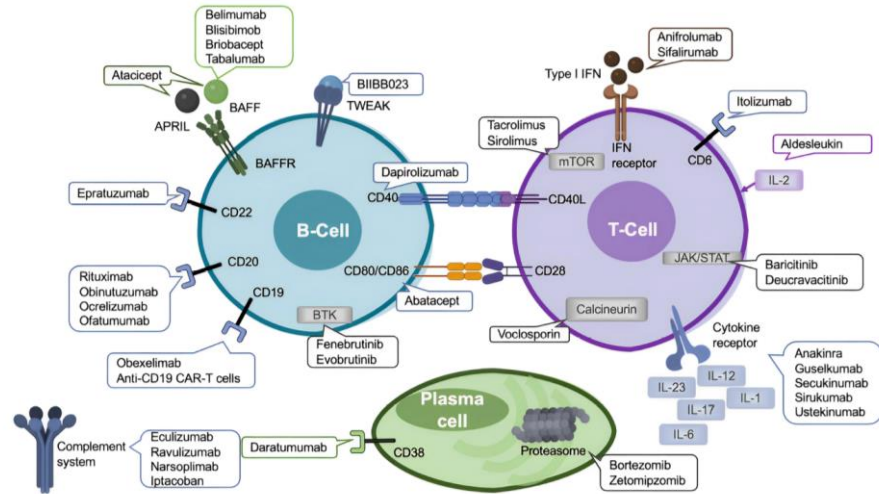 Belimumab
Blisibimob
Briobacept
Tabalumab
Atacicept
BAFF
APRIL
BAFFR
BIIBB023
TWEAK
Anifrolumab
Sifalirumab
Type I IFN
IFN
receptor
Itolizumab
CD6
Tacrolimus
Sirolimus
mTOR
Aldesleukin
IL-2
Epratuzumab
CD22
Dapirolizumab
CD40
CD40L
B-Cell
T-Cell
Rituximab
Obinutuzumab
Ocrelizumab
Ofatumumab
CD20
CD19
CD80/CD86
CD28
Abatacept
JAK/STAT
Baricitinib
Deucravacitinib
BTK
Fenebrutinib
Evobrutinib
Calcineurin
Voclosporin
Obexelimab
Anti-CD19 CAR-T cells
Cytokine
receptor
IL-23
IL-12
IL-17
IL-1
IL-6
Anakinra
Guselkumab
Secukinumab
Sirukumab
Ustekinumab
Complement
system
Eculizumab
Ravulizumab
Narsoplimab
Iptacoban
Daratumumab
CD38
Plasma
cell
Proteasome
Bortezomib
Zetomipzomib